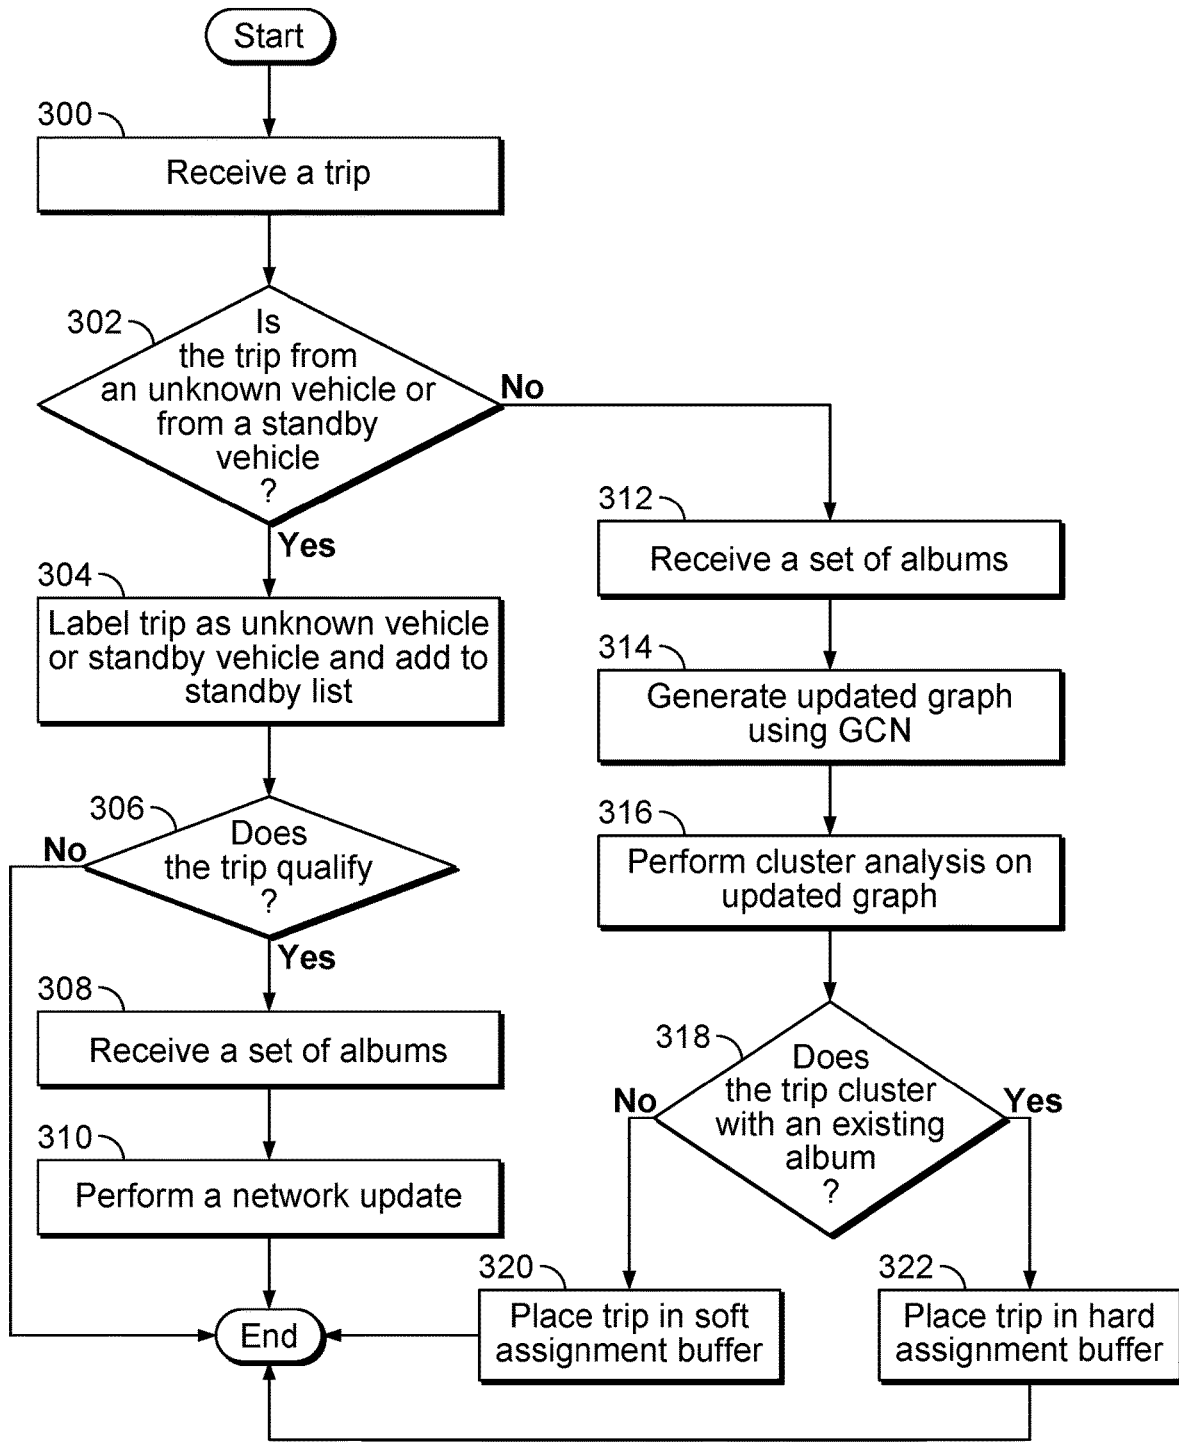 Start
300
Receive a trip
302
Is
the trip from
an unknown vehicle or
from a standby
vehicle
?
No
Yes
304
Label trip as unknown vehicle
or standby vehicle and add to
standby list
306
Does
the trip qualify
?
No
Yes
308
Receive a set of albums
310
Perform a network update
End
312
Receive a set of albums
314
Generate updated graph
using GCN
316
Perform cluster analysis on
updated graph
318
Does
the trip cluster
with an existing
album
?
No
Yes
320
Place trip in soft
assignment buffer
322
Place trip in hard
assignment buffer